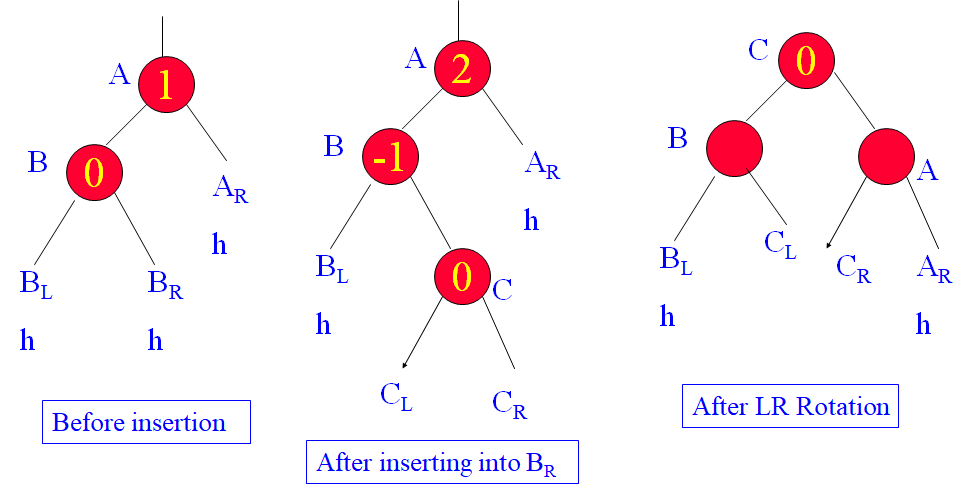 A 1
B 0
A_R
h
B_L B_R
h h
Before insertion
A 2
B -1
A_R
h
B_L
h
0 C
C_L C_R
After inserting into B_R
C 0
B
A
B_L C_L C_R A_R
h h
After LR Rotation